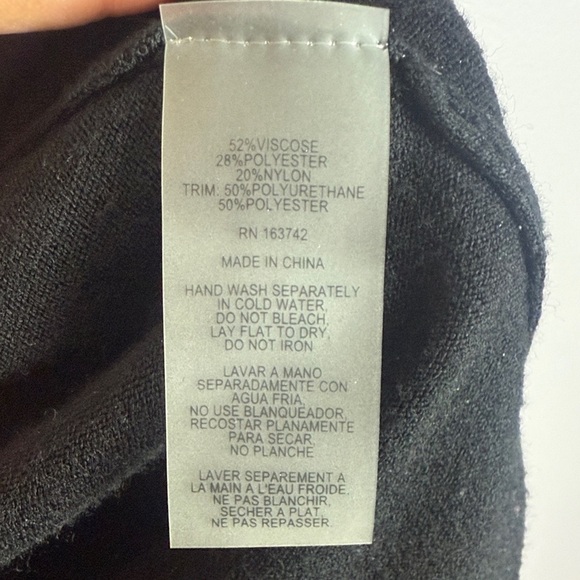 52%VISCOSE
28%POLYESTER
20%NYLON
TRIM: 50%POLYURETHANE
50%POLYESTER
RN 163742
MADE IN CHINA
HAND WASH SEPARATELY
IN COLD WATER,
DO NOT BLEACH,
LAY FLAT TO DRY,
DO NOT IRON
LAVAR A MANO
SEPARADAMENTE CON
AGUA FRIA,
NO USE BLANQUEADOR,
RECOSTAR PLANAMENTE
PARA SECAR,
NO PLANCHE
LAVER SEPAREMENT A
LA MAIN A L'EAU FROIDE,
NE PAS BLANCHIR,
SECHER A PLAT,
NE PAS REPASSER.